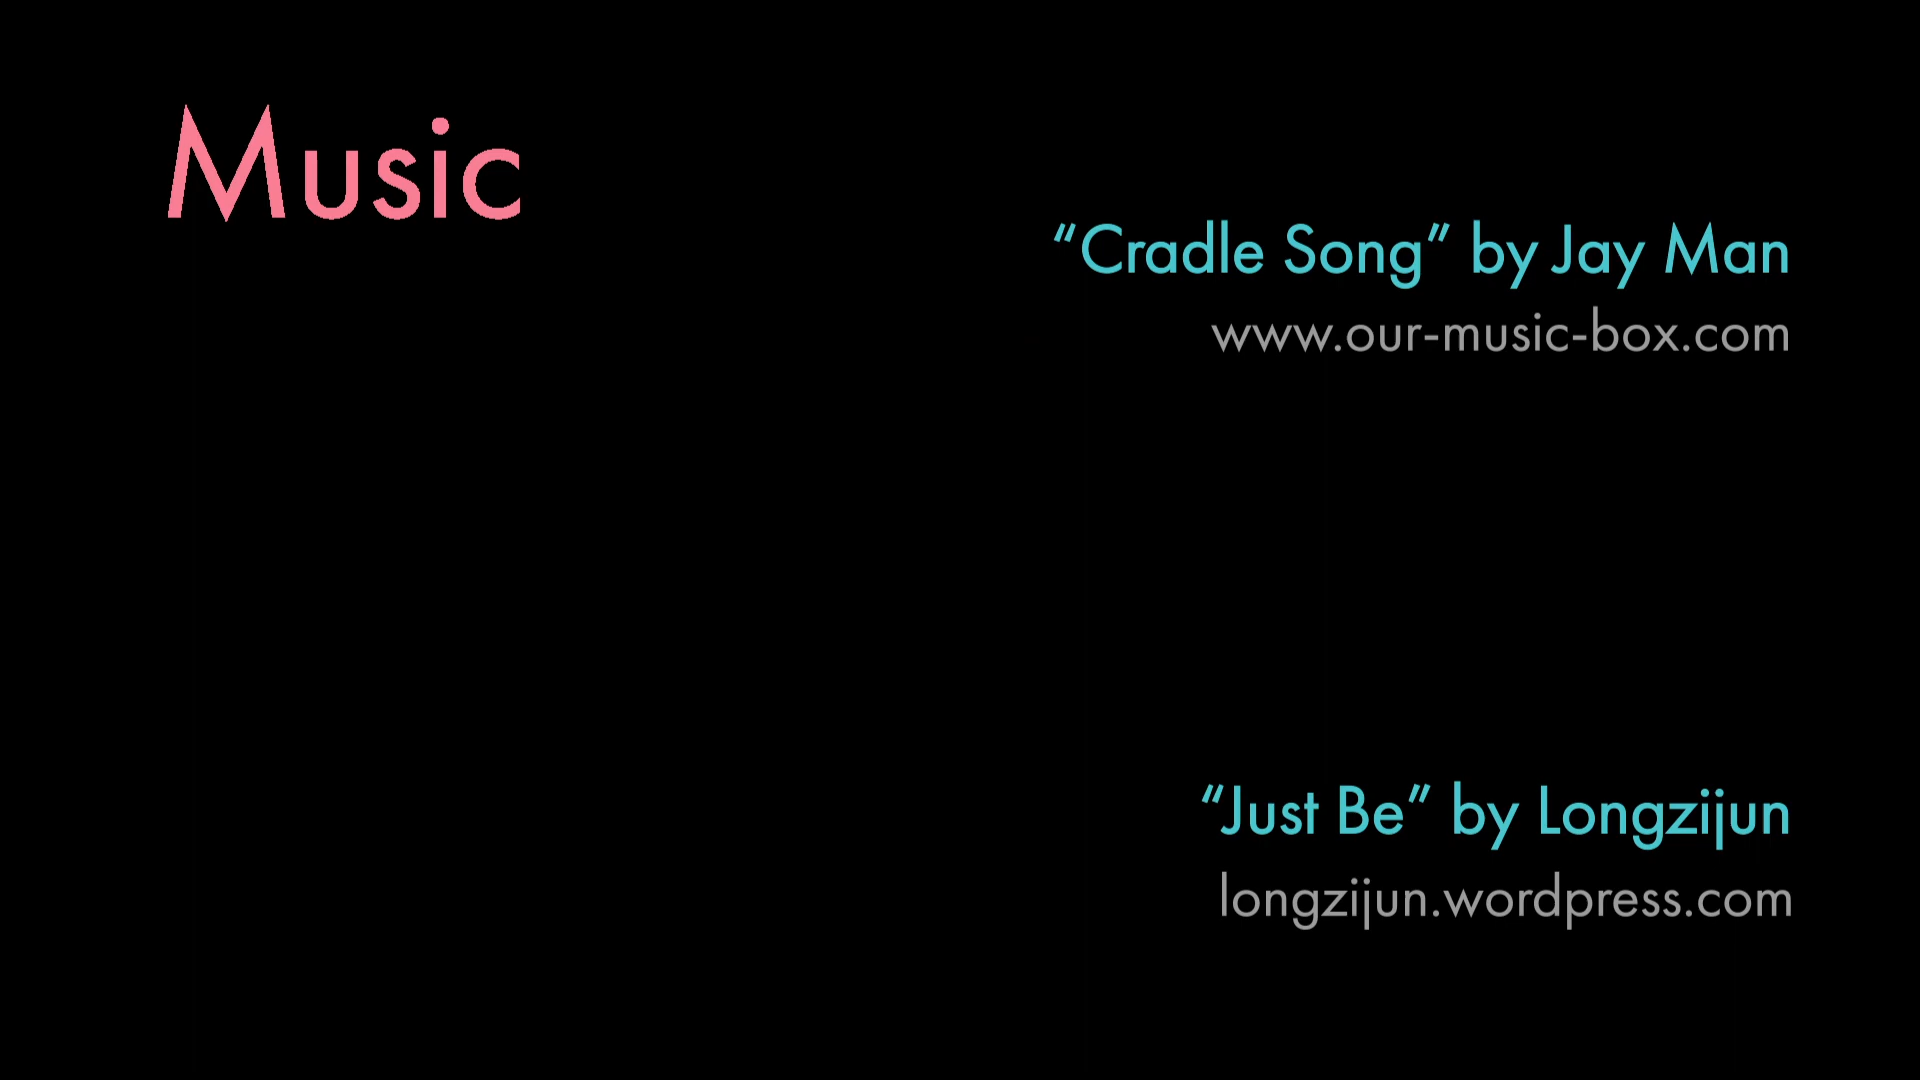 Music
“Cradle Song” by Jay Man
www.our-music-box.com
“Just Be” by Longzijun
longzijun.wordpress.com